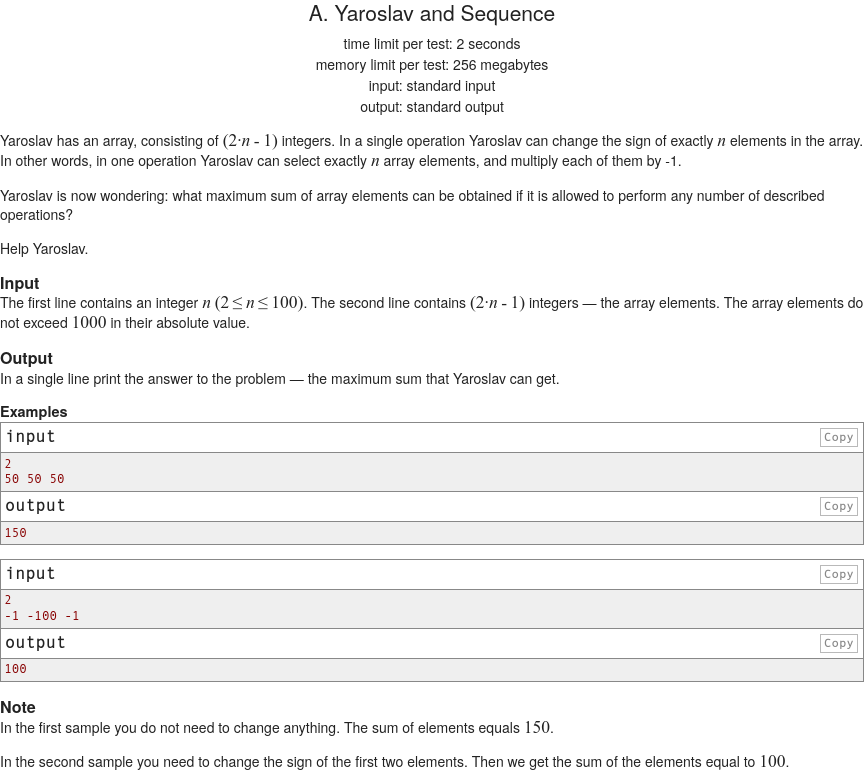 A. Yaroslav and Sequence
time limit per test: 2 seconds
memory limit per test: 256 megabytes
input: standard input
output: standard output
Yaroslav has an array, consisting of (2·n - 1) integers. In a single operation Yaroslav can change the sign of exactly n elements in the array.
In other words, in one operation Yaroslav can select exactly n array elements, and multiply each of them by -1.
Yaroslav is now wondering: what maximum sum of array elements can be obtained if it is allowed to perform any number of described
operations?
Help Yaroslav.
Input
The first line contains an integer n (2 ≤ n ≤ 100). The second line contains (2·n - 1) integers — the array elements. The array elements do
not exceed 1000 in their absolute value.
Output
In a single line print the answer to the problem — the maximum sum that Yaroslav can get.
Examples
input Copy
2
50 50 50
output Copy
150
input Copy
2
-1 -100 -1
output Copy
100
Note
In the first sample you do not need to change anything. The sum of elements equals 150.
In the second sample you need to change the sign of the first two elements. Then we get the sum of the elements equal to 100.